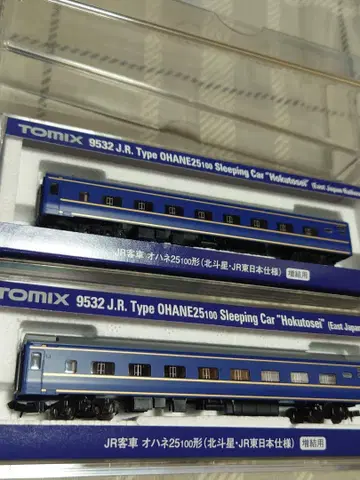 TOMIX 9532 J.R. Type OHANE25100 Sleeping Car "Hokutosei" (East Japan Railway
JR客車 オハネ25100形(北斗星・JR東日本仕様) 増結用
TOMIX 9532 J.R. Type OHANE25100 Sleeping Car "Hokutosei" (East Japan
JR客車 オハネ25100形(北斗星・JR東日本仕様) 増結用